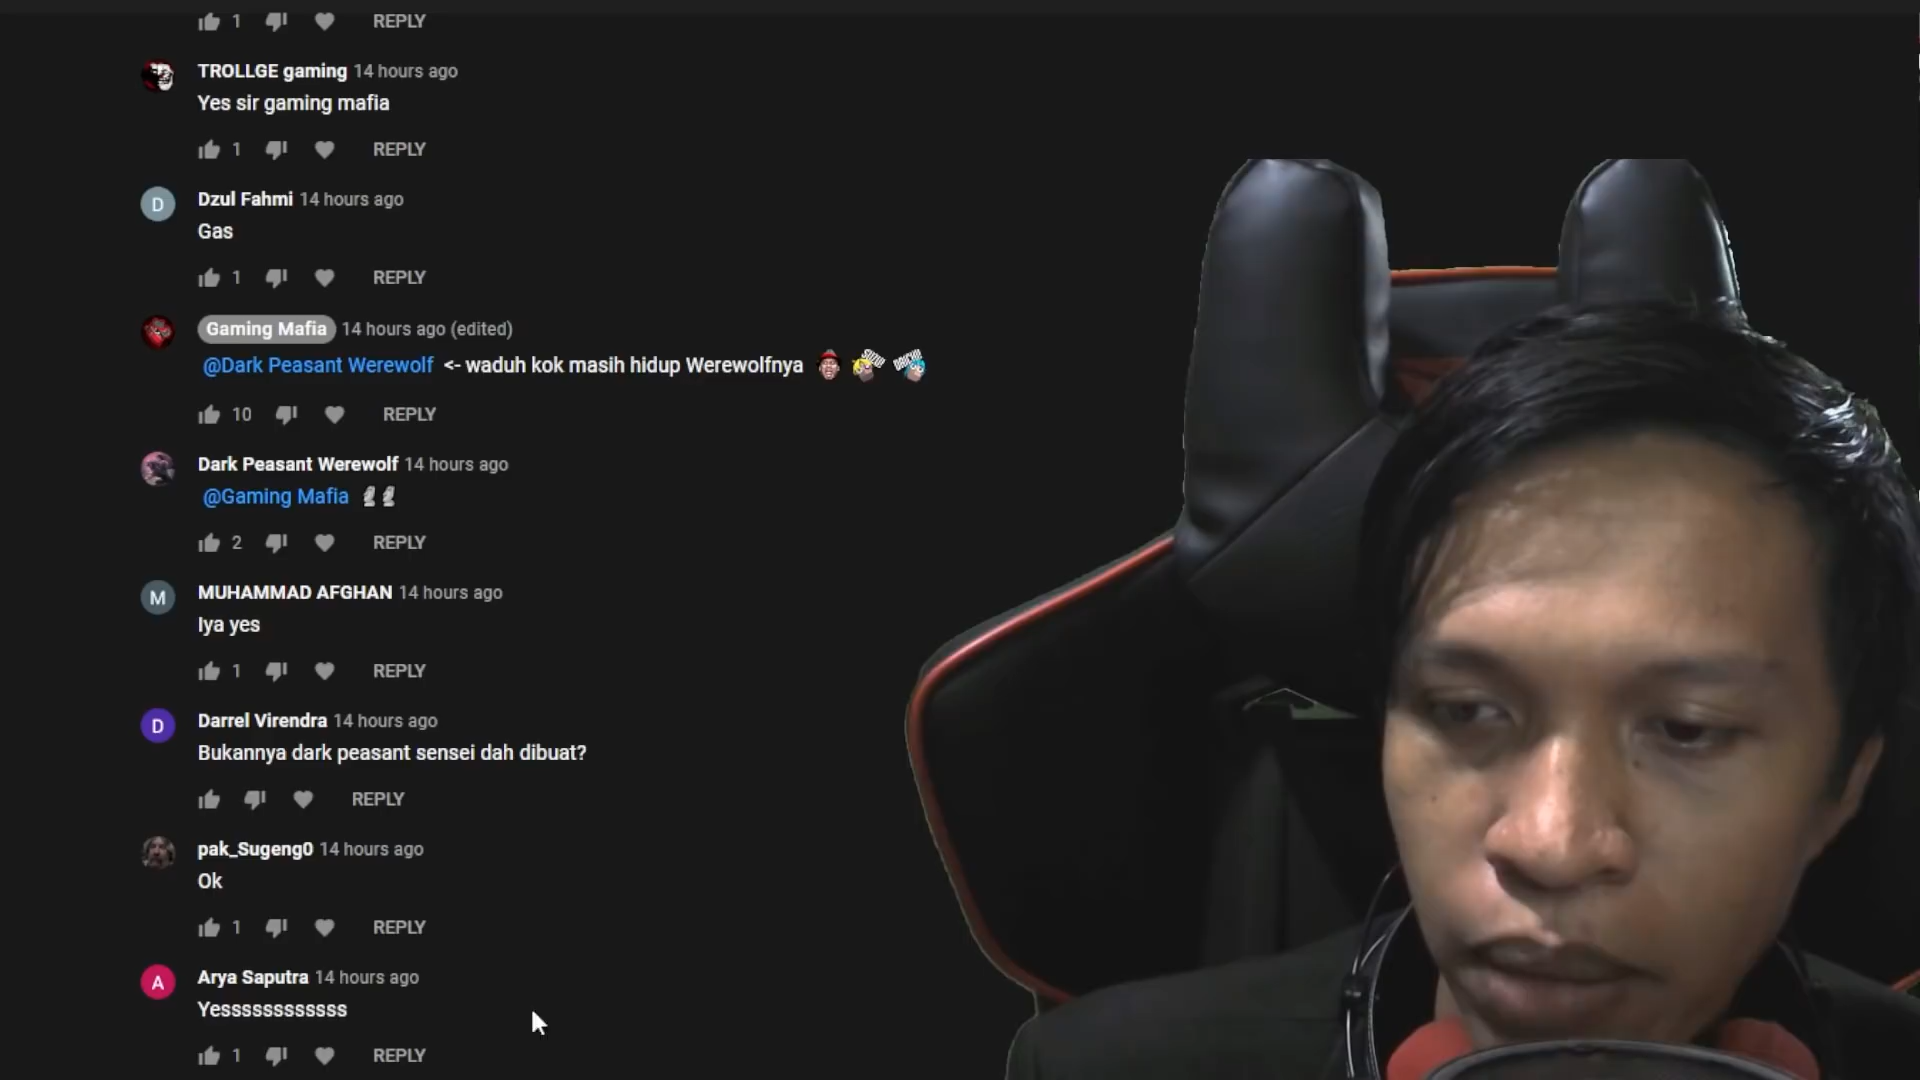 1 REPLY
TROLLGE gaming 14 hours ago
Yes sir gaming mafia
1 REPLY
D
Dzul Fahmi 14 hours ago
Gas
1 REPLY
Gaming Mafia 14 hours ago (edited)
@Dark Peasant Werewolf <- waduh kok masih hidup Werewolfnya
10 REPLY
Dark Peasant Werewolf 14 hours ago
@Gaming Mafia
2 REPLY
M
MUHAMMAD AFGHAN 14 hours ago
Iya yes
1 REPLY
D
Darrel Virendra 14 hours ago
Bukannya dark peasant sensei dah dibuat?
REPLY
pak_Sugeng0 14 hours ago
Ok
1 REPLY
A
Arya Saputra 14 hours ago
Yessssssssssss
1 REPLY